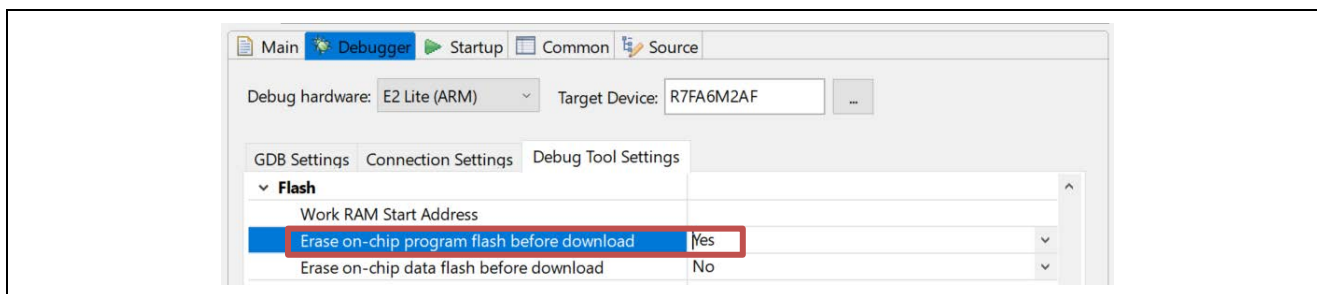 Main Debugger Startup Common Source
Debug hardware: E2 Lite (ARM) Target Device: R7FA6M2AF ...
GDB Settings Connection Settings Debug Tool Settings
Flash
Work RAM Start Address
Erase on-chip program flash before download Yes
Erase on-chip data flash before download No